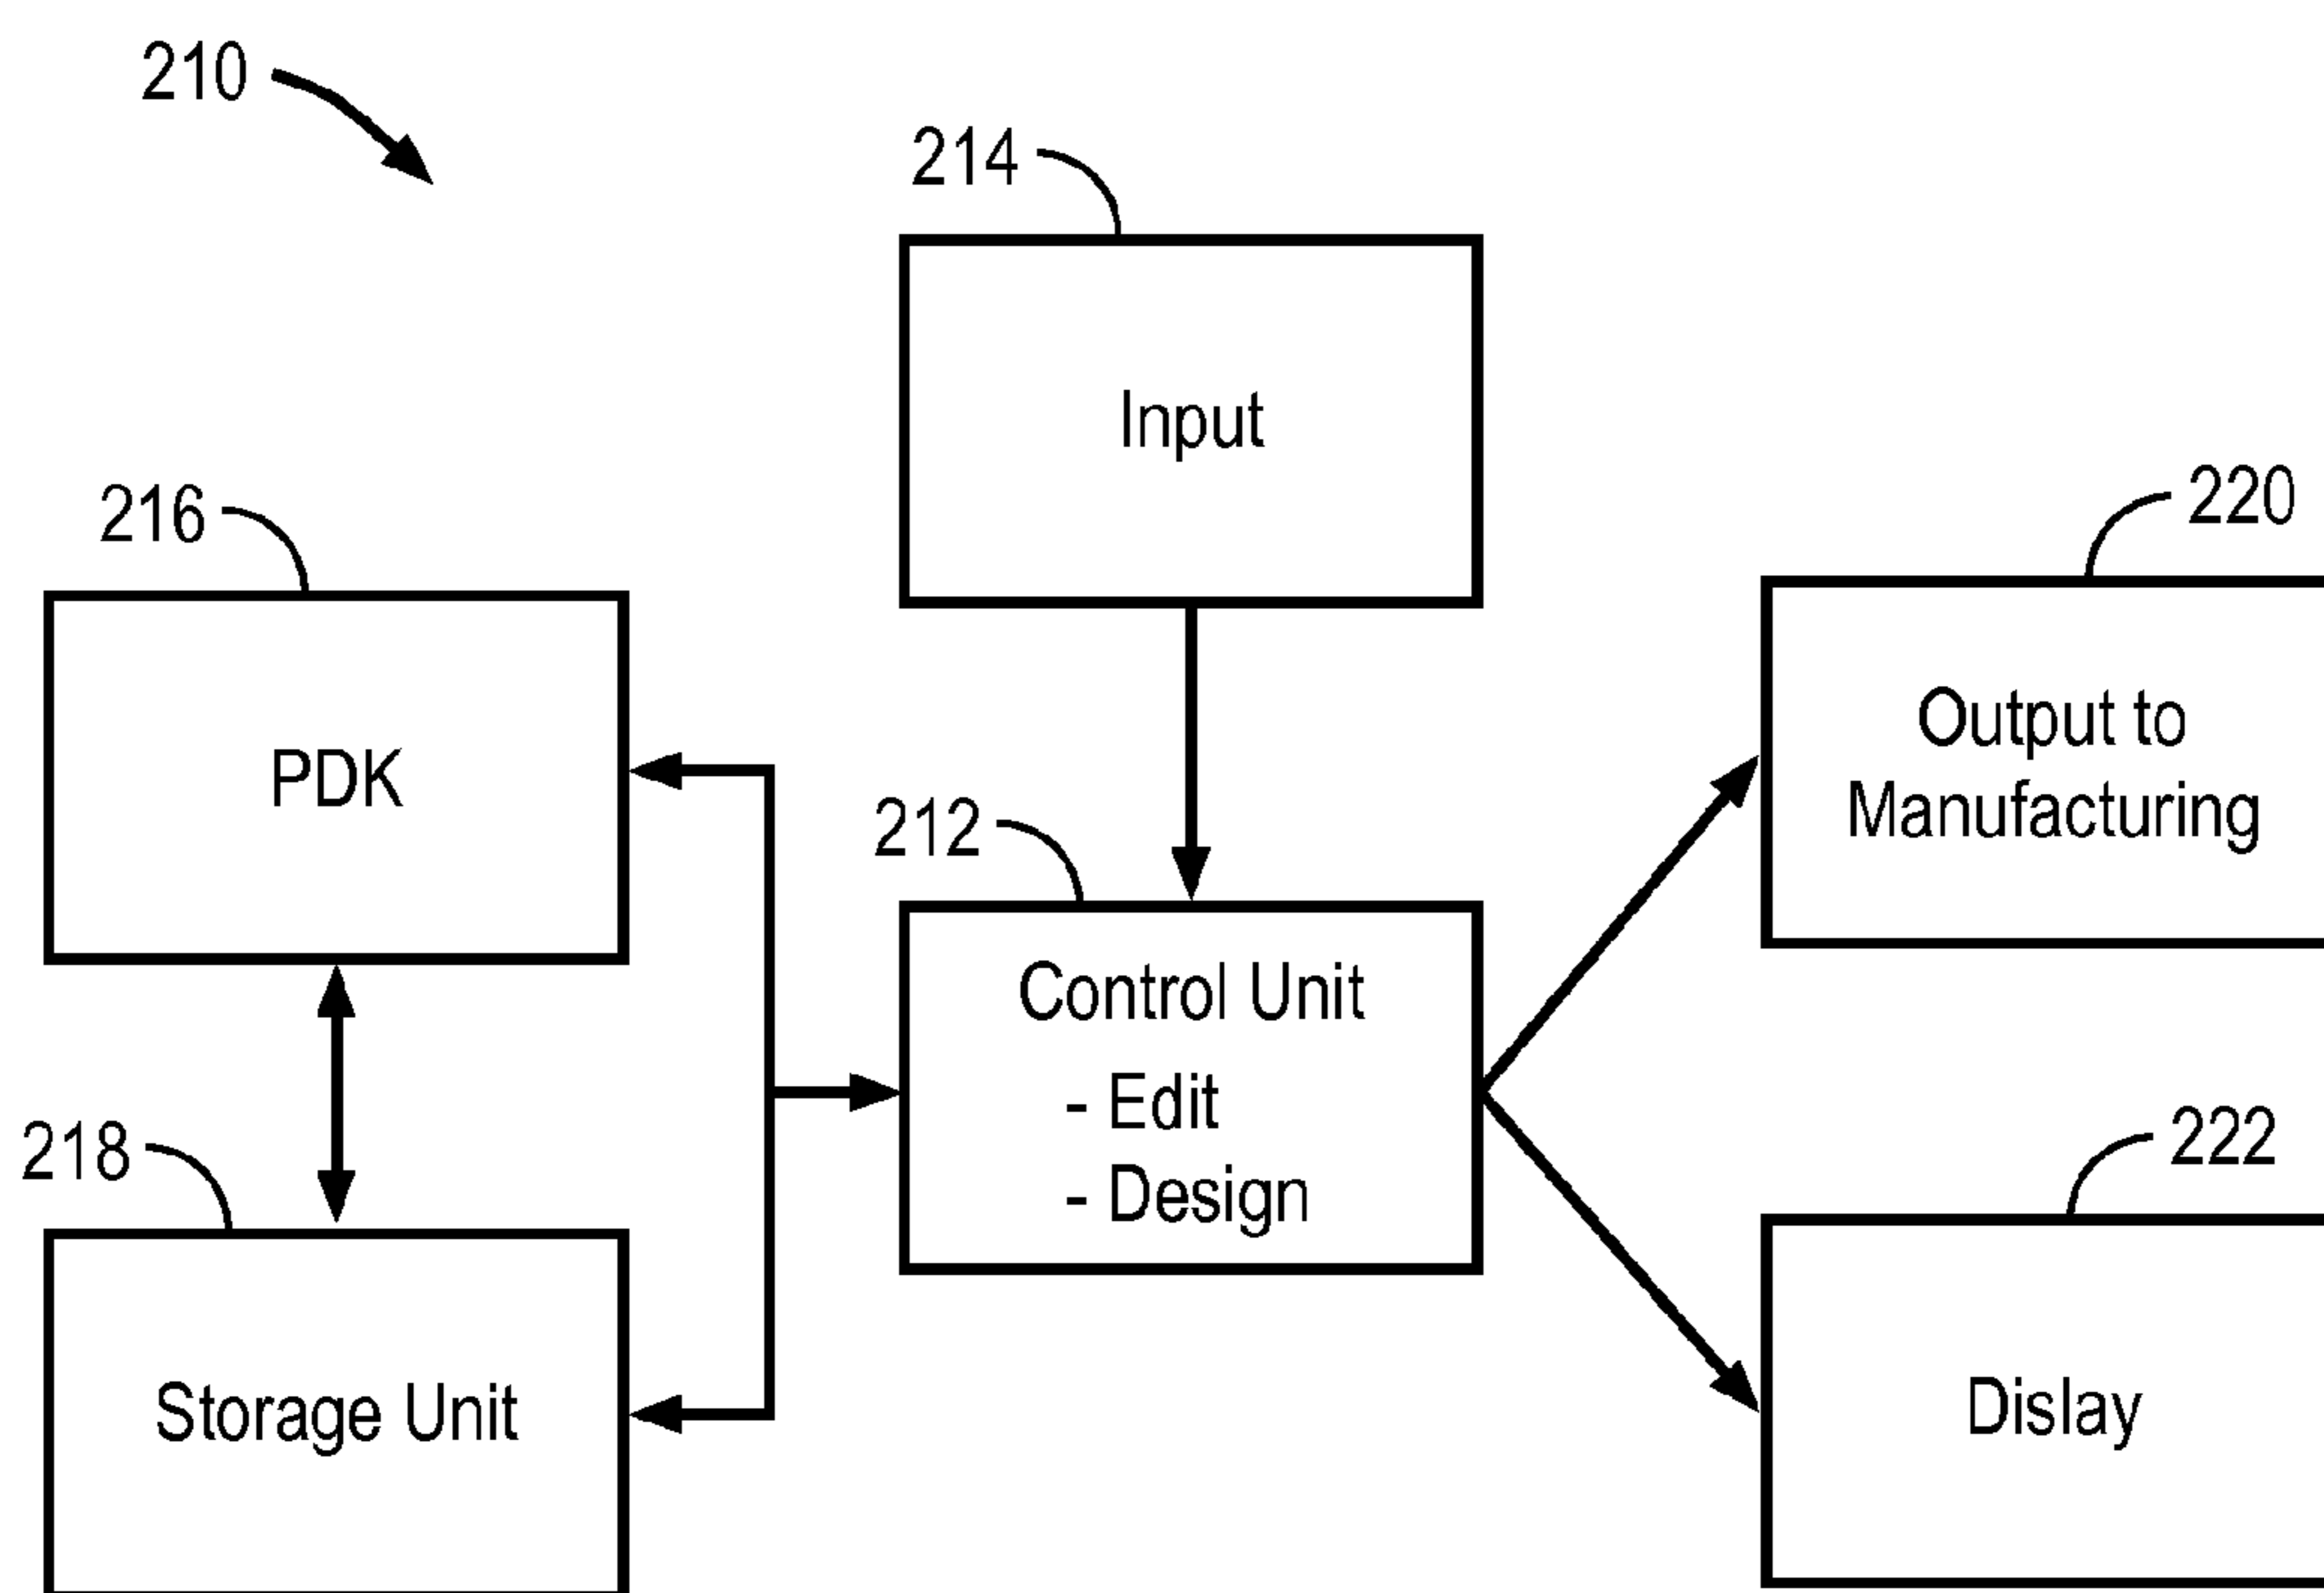 210
214
Input
216
PDK
220
Output to
Manufacturing
212
Control Unit
- Edit
- Design
218
Storage Unit
222
Dislay